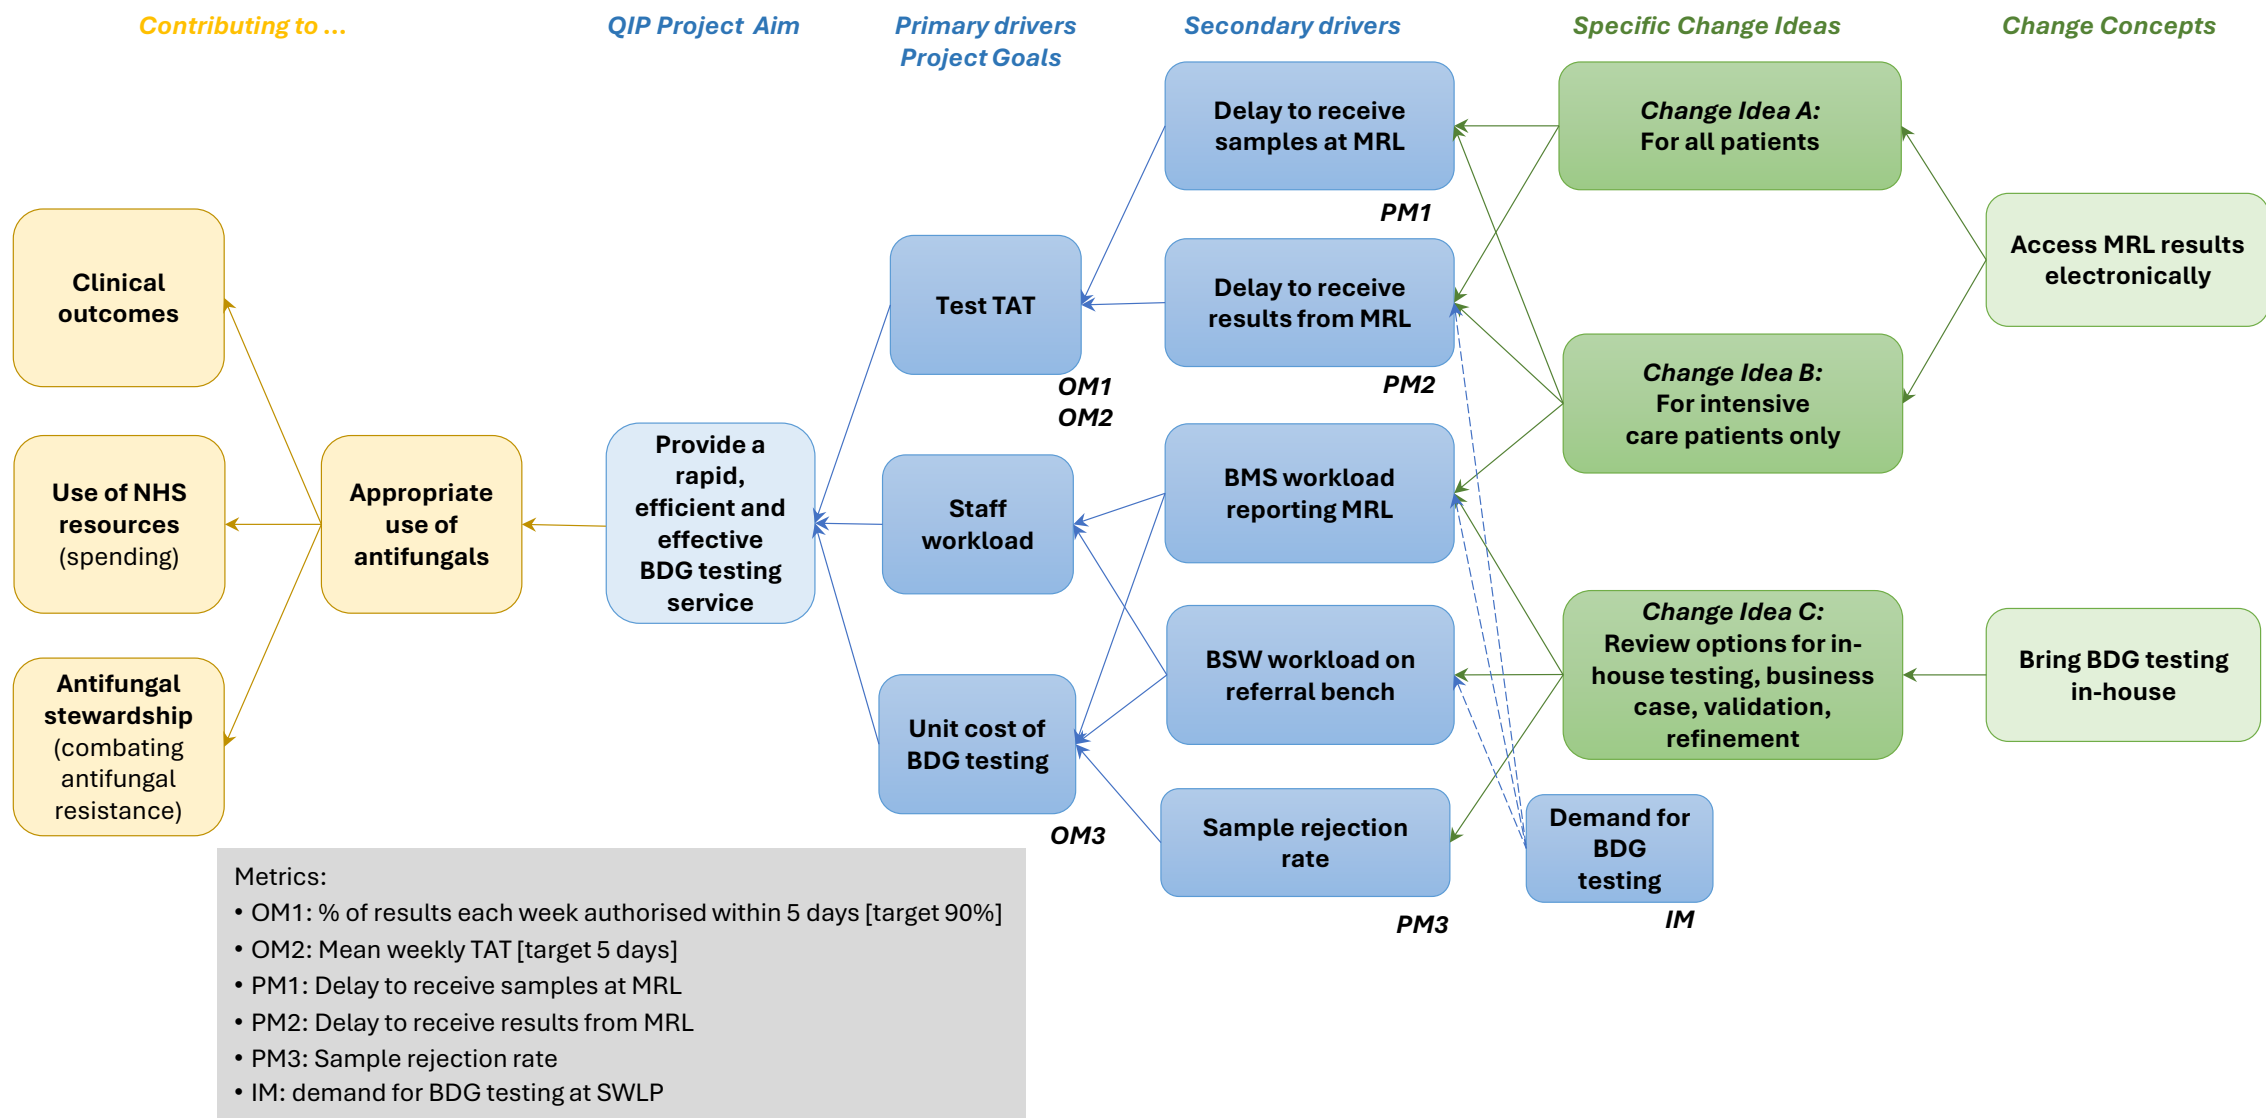 Contributing to ...
QIP Project Aim
Primary drivers
Project Goals
Secondary drivers
Specific Change Ideas
Change Concepts
Clinical
outcomes
Use of NHS
resources
(spending)
Antifungal
stewardship
(combating
antifungal
resistance)
Appropriate
use of
antifungals
Provide a
rapid,
efficient and
effective
BDG testing
service
Test TAT
OM1
OM2
Staff
workload
Unit cost of
BDG testing
OM3
Delay to receive
samples at MRL
PM1
Delay to receive
results from MRL
PM2
BMS workload
reporting MRL
BSW workload on
referral bench
Sample rejection
rate
PM3
Change Idea A:
For all patients
Change Idea B:
For intensive
care patients only
Change Idea C:
Review options for in-
house testing, business
case, validation,
refinement
Demand for
BDG
testing
IM
Access MRL results
electronically
Bring BDG testing
in-house
Metrics:
• OM1: % of results each week authorised within 5 days [target 90%]
• OM2: Mean weekly TAT [target 5 days]
• PM1: Delay to receive samples at MRL
• PM2: Delay to receive results from MRL
• PM3: Sample rejection rate
• IM: demand for BDG testing at SWLP